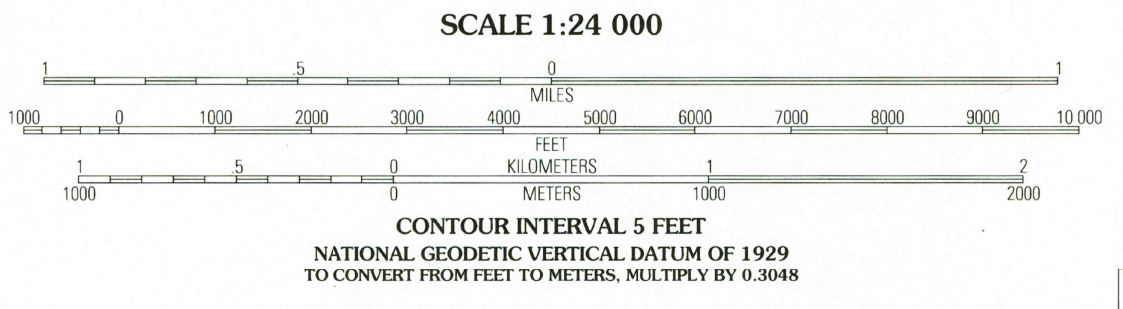 SCALE 1:24 000
1 .5 0 1
MILES
1000 0 1000 2000 3000 4000 5000 6000 7000 8000 9000 10 000
FEET
1 .5 0 KILOMETERS 1 2
1000 0 METERS 1000 2000
CONTOUR INTERVAL 5 FEET
NATIONAL GEODETIC VERTICAL DATUM OF 1929
TO CONVERT FROM FEET TO METERS, MULTIPLY BY 0.3048